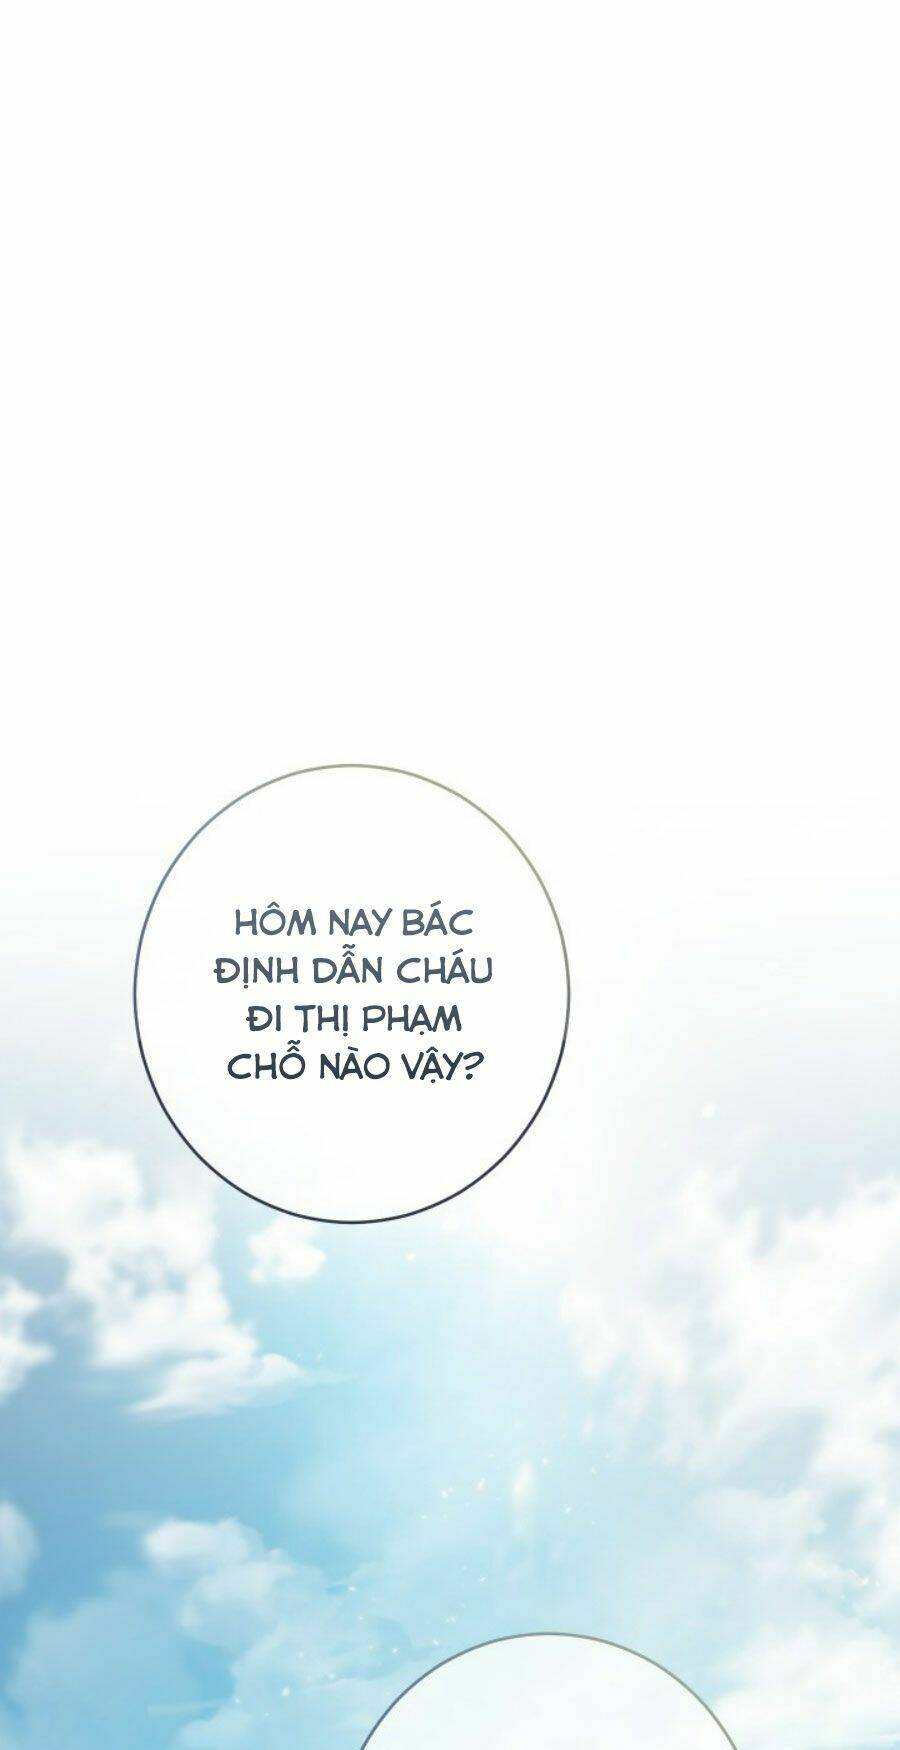 HÔM NAY BÁC
ĐỊNH DẪN CHÁU
ĐI THỊ PHẠM
CHỖ NÀO VẬY?